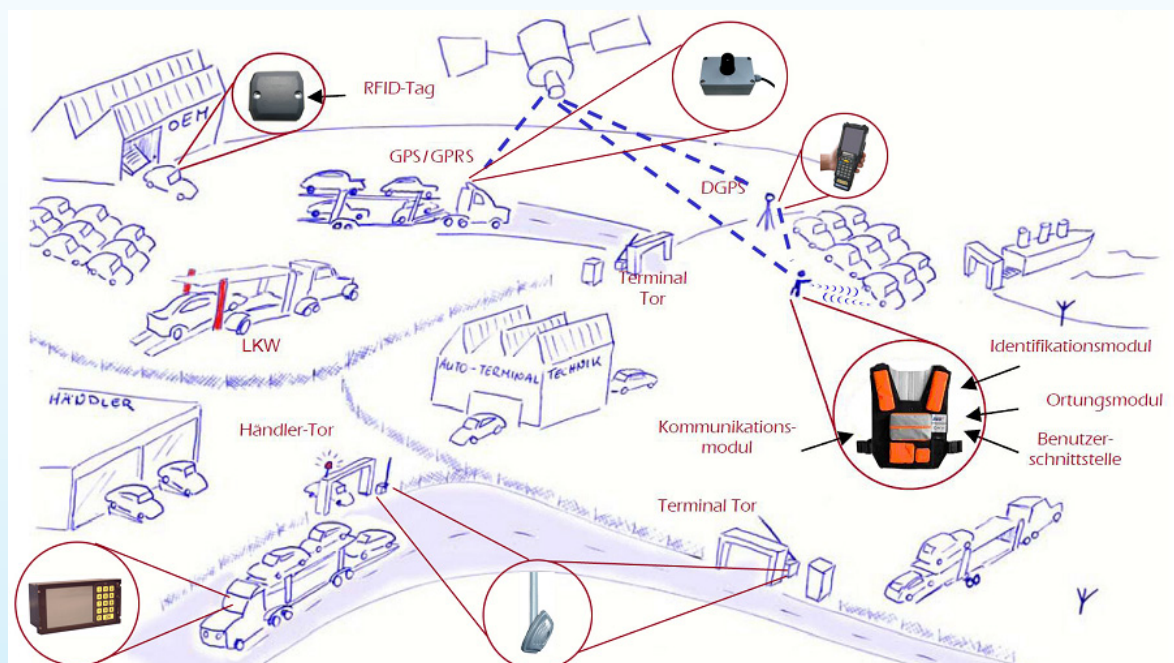 RFID-Tag
OEM
GPS/GPRS
DGPS
Terminal
Tor
LKW
Identifikationsmodul
AUTO-TERMINAL TECHNIK
HÄNDLER
Händler-Tor
Kommunikations-
modul
Ortungsmodul
Benutzer-
schnittstelle
Terminal Tor